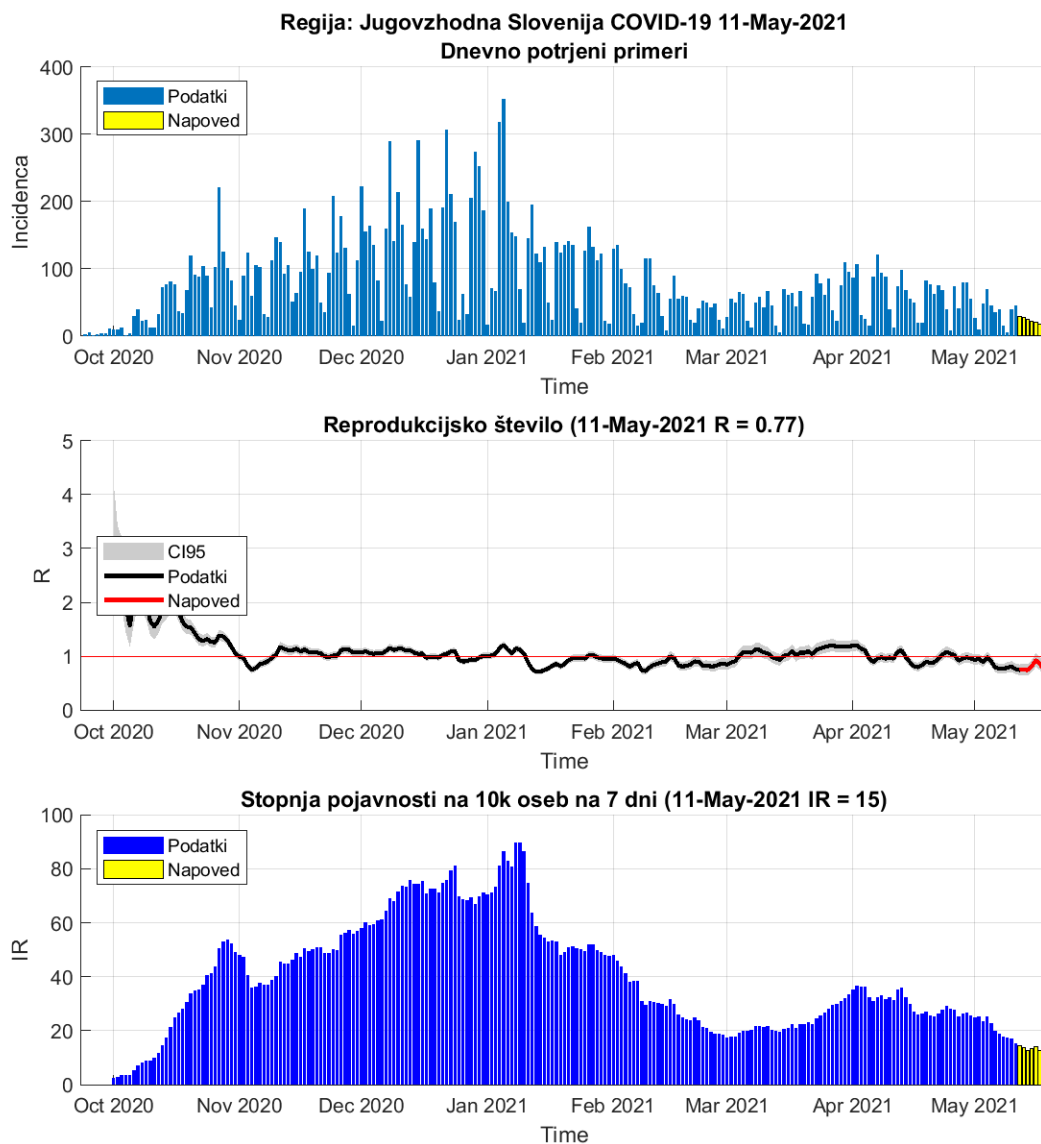 Regija: Jugovzhodna Slovenija COVID-19 11-May-2021
Dnevno potrjeni primeri
400
300
200
100
0
Incidenca
Podatki
Napoved
Oct 2020 Nov 2020 Dec 2020 Jan 2021 Feb 2021 Mar 2021 Apr 2021 May 2021
Time
Reprodukcijsko število (11-May-2021 R = 0.77)
5
4
3
2
1
0
R
CI95
Podatki
Napoved
Oct 2020 Nov 2020 Dec 2020 Jan 2021 Feb 2021 Mar 2021 Apr 2021 May 2021
Time
Stopnja pojavnosti na 10k oseb na 7 dni (11-May-2021 IR = 15)
100
80
60
40
20
0
IR
Podatki
Napoved
Oct 2020 Nov 2020 Dec 2020 Jan 2021 Feb 2021 Mar 2021 Apr 2021 May 2021
Time